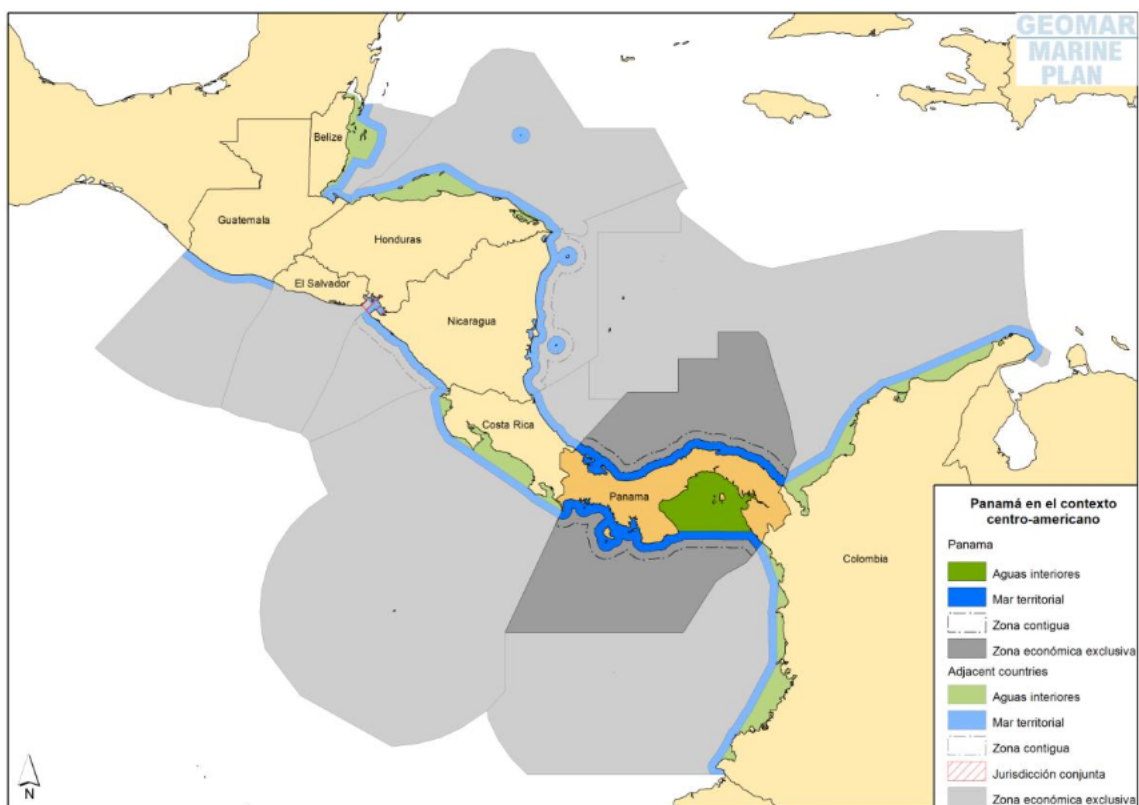 GEOMAR
MARINE
PLAN
Belize
Guatemala
Honduras
El Salvador
Nicaragua
Costa Rica
Panama
Colombia
N
Panamá en el contexto
centro-americano
Panama
Aguas interiores
Mar territorial
Zona contigua
Zona económica exclusiva
Adjacent countries
Aguas interiores
Mar territorial
Zona contigua
Jurisdicción conjunta
Zona económica exclusiva